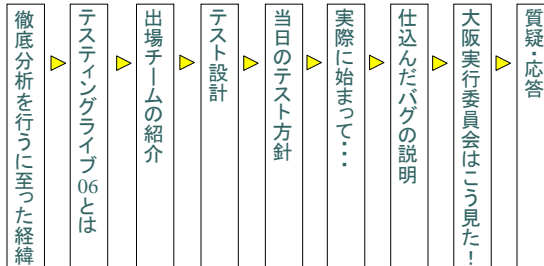 徹底分析を行うに至った経緯
テスティングライブ06とは
出場チームの紹介
テスト設計
当日のテスト方針
実際に始まって・・・
仕込んだバグの説明
大阪実行委員会はこう見た！
質疑・応答